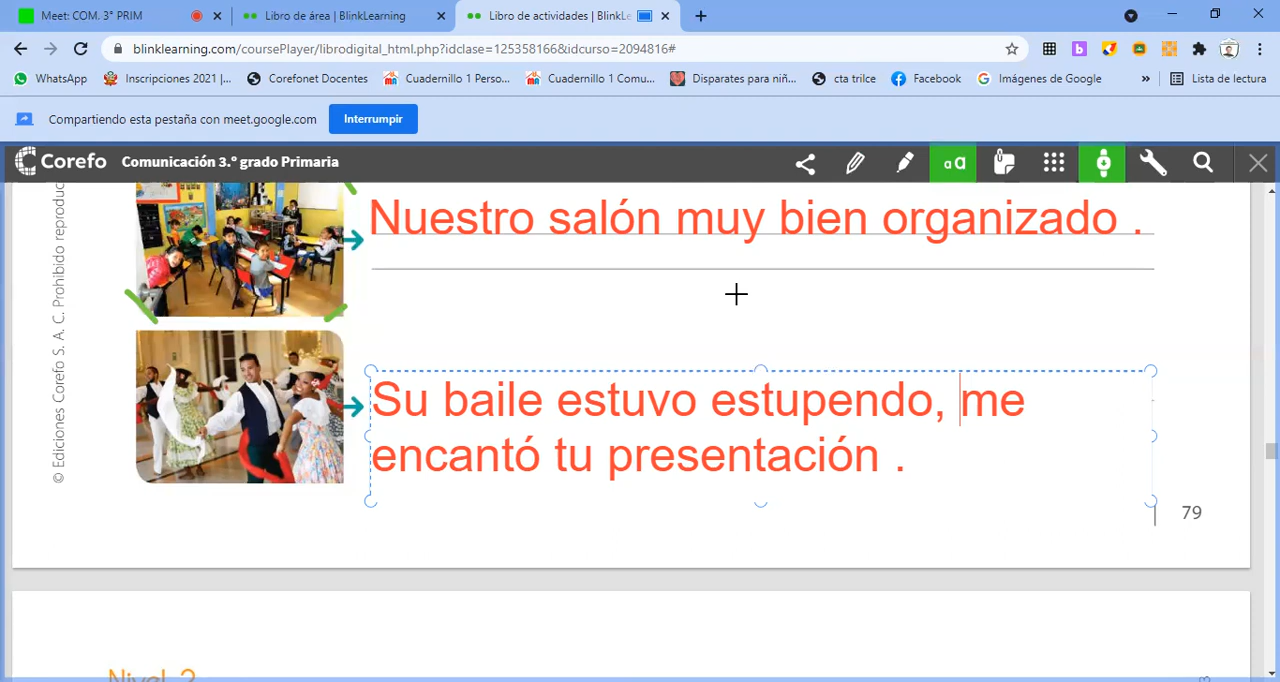 Meet: COM. 3° PRIM
Libro de área | BlinkLearning
Libro de actividades | BlinkLe
blinklearning.com/coursePlayer/librodigital_html.php?idclase=125358166&idcurso=2094816#
WhatsApp
Inscripciones 2021 |...
Corefonet Docentes
Cuadernillo 1 Perso...
Cuadernillo 1 Comu...
Disparates para niñ...
cta trilce
Facebook
Imágenes de Google
»
Lista de lectura
Compartiendo esta pestaña con meet.google.com
Interrumpir
Corefo
Comunicación 3.º grado Primaria
aa
© Ediciones Corefo S. A. C. Prohibido reproduc
Nuestro salón muy bien organizado .
Su baile estuvo estupendo, me
encantó tu presentación .
79
Nivel 2